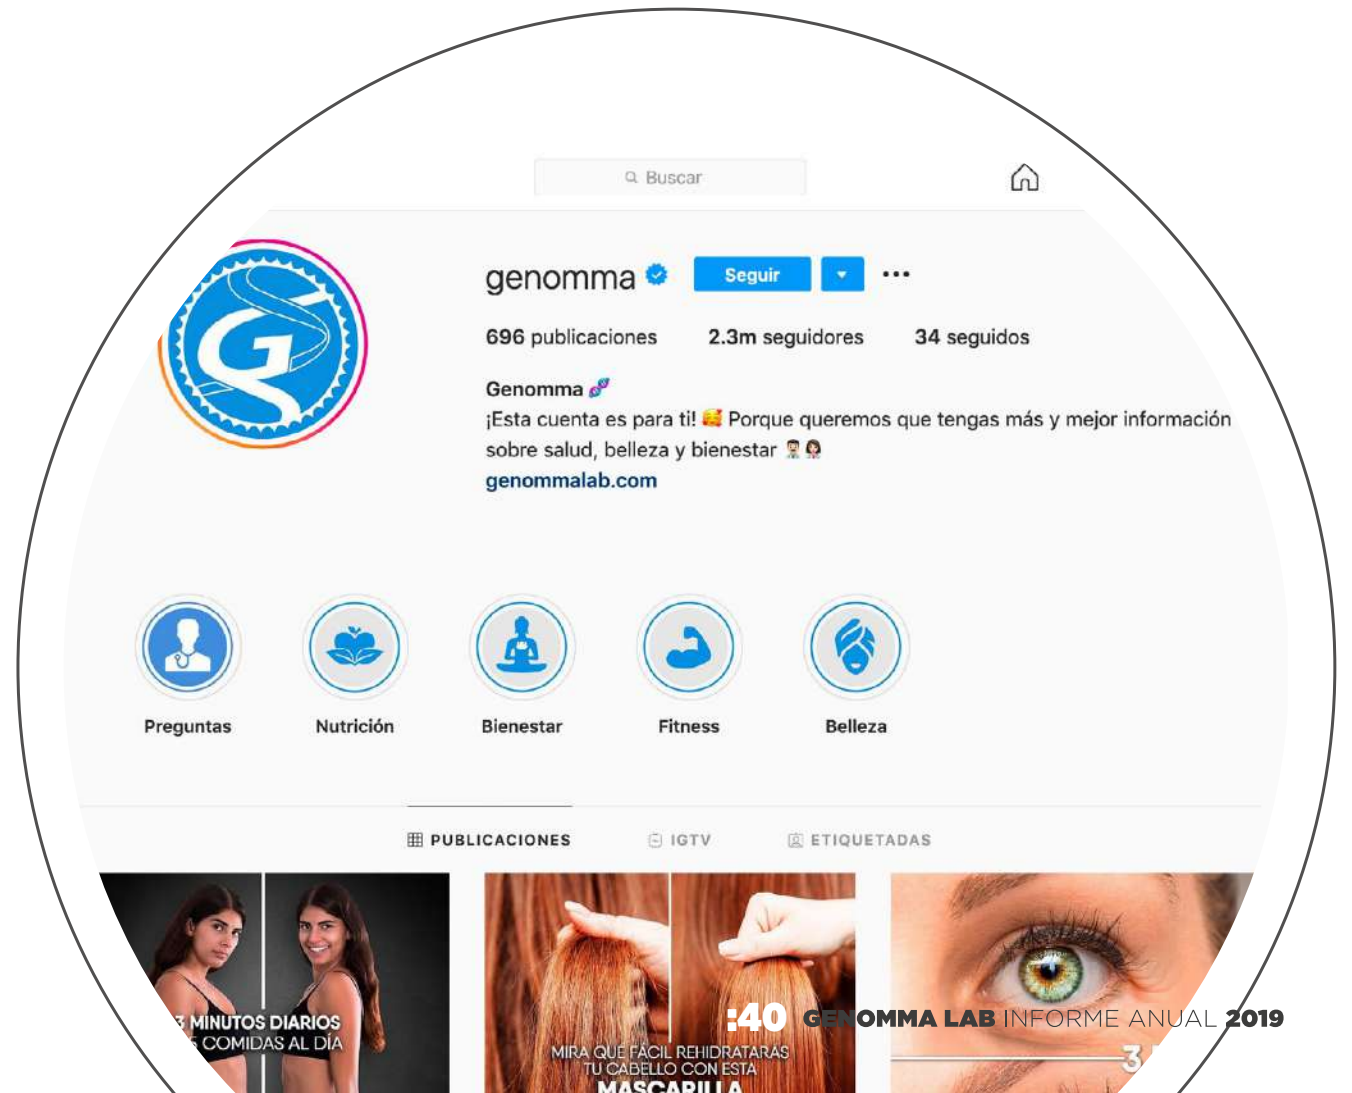 Buscar
genomma
Seguir
696 publicaciones 2.3m seguidores 34 seguidos
Genomma
¡Esta cuenta es para ti! 🥰 Porque queremos que tengas más y mejor información
sobre salud, belleza y bienestar
genommalab.com
Preguntas Nutrición Bienestar Fitness Belleza
PUBLICACIONES IGTV ETIQUETADAS
3 MINUTOS DIARIOS
COMIDAS AL DÍA
MIRA QUE FÁCIL REHIDRATARÁS
TU CABELLO CON ESTA
MASCARILLA
3
:40 GENOMMA LAB INFORME ANUAL 2019